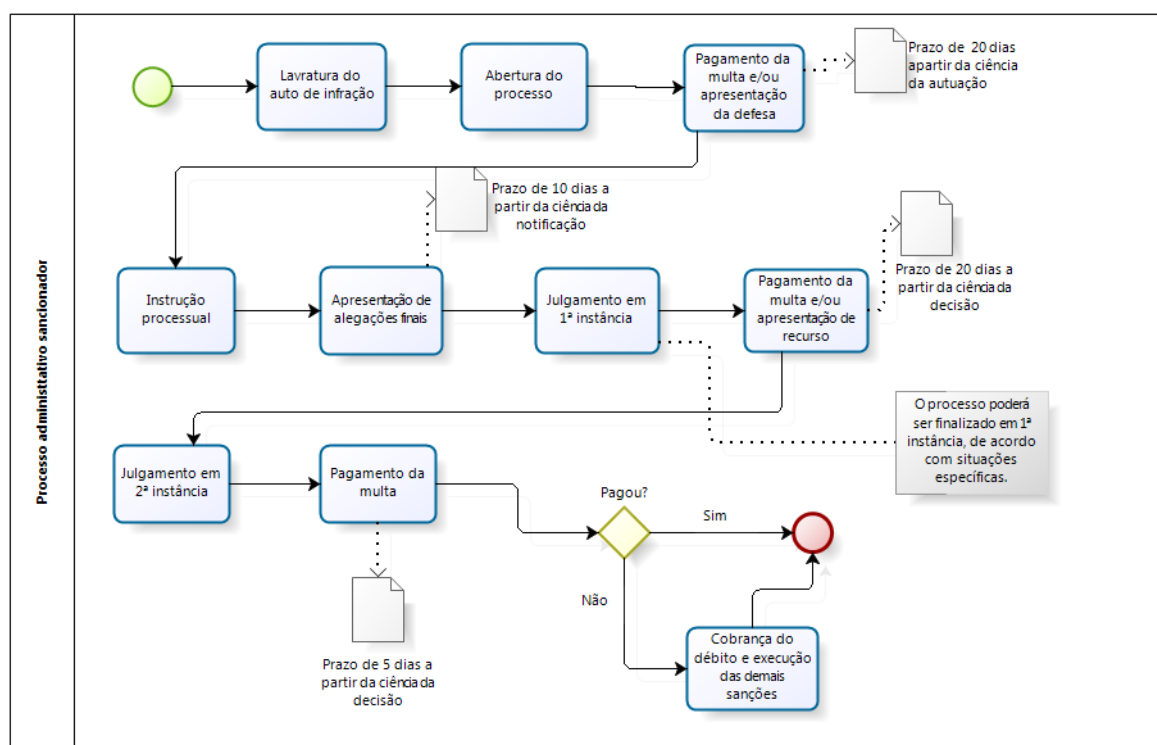 Processo administtativo sancionador
Lavratura do
auto de infração
Abertura do
processo
Pagamento da
multa e/ou
apresentação
da defesa
Prazo de 20 dias
apartir da ciência
da autuação
Prazo de 10 dias a
partir da ciência da
notificação
Instrução
processual
Apresentação de
alegações finais
Julgamento em
1ª instância
Pagamento da
multa e/ou
apresentação de
recurso
Prazo de 20 dias a
partir da ciência da
decisão
O processo poderá
ser finalizado em 1ª
instância, de acordo
com situações
específicas.
Julgamento em
2ª instância
Pagamento da
multa
Pagou?
Sim
Não
Prazo de 5 dias a
partir da ciência da
decisão
Cobrança do
débito e execução
das demais
sanções